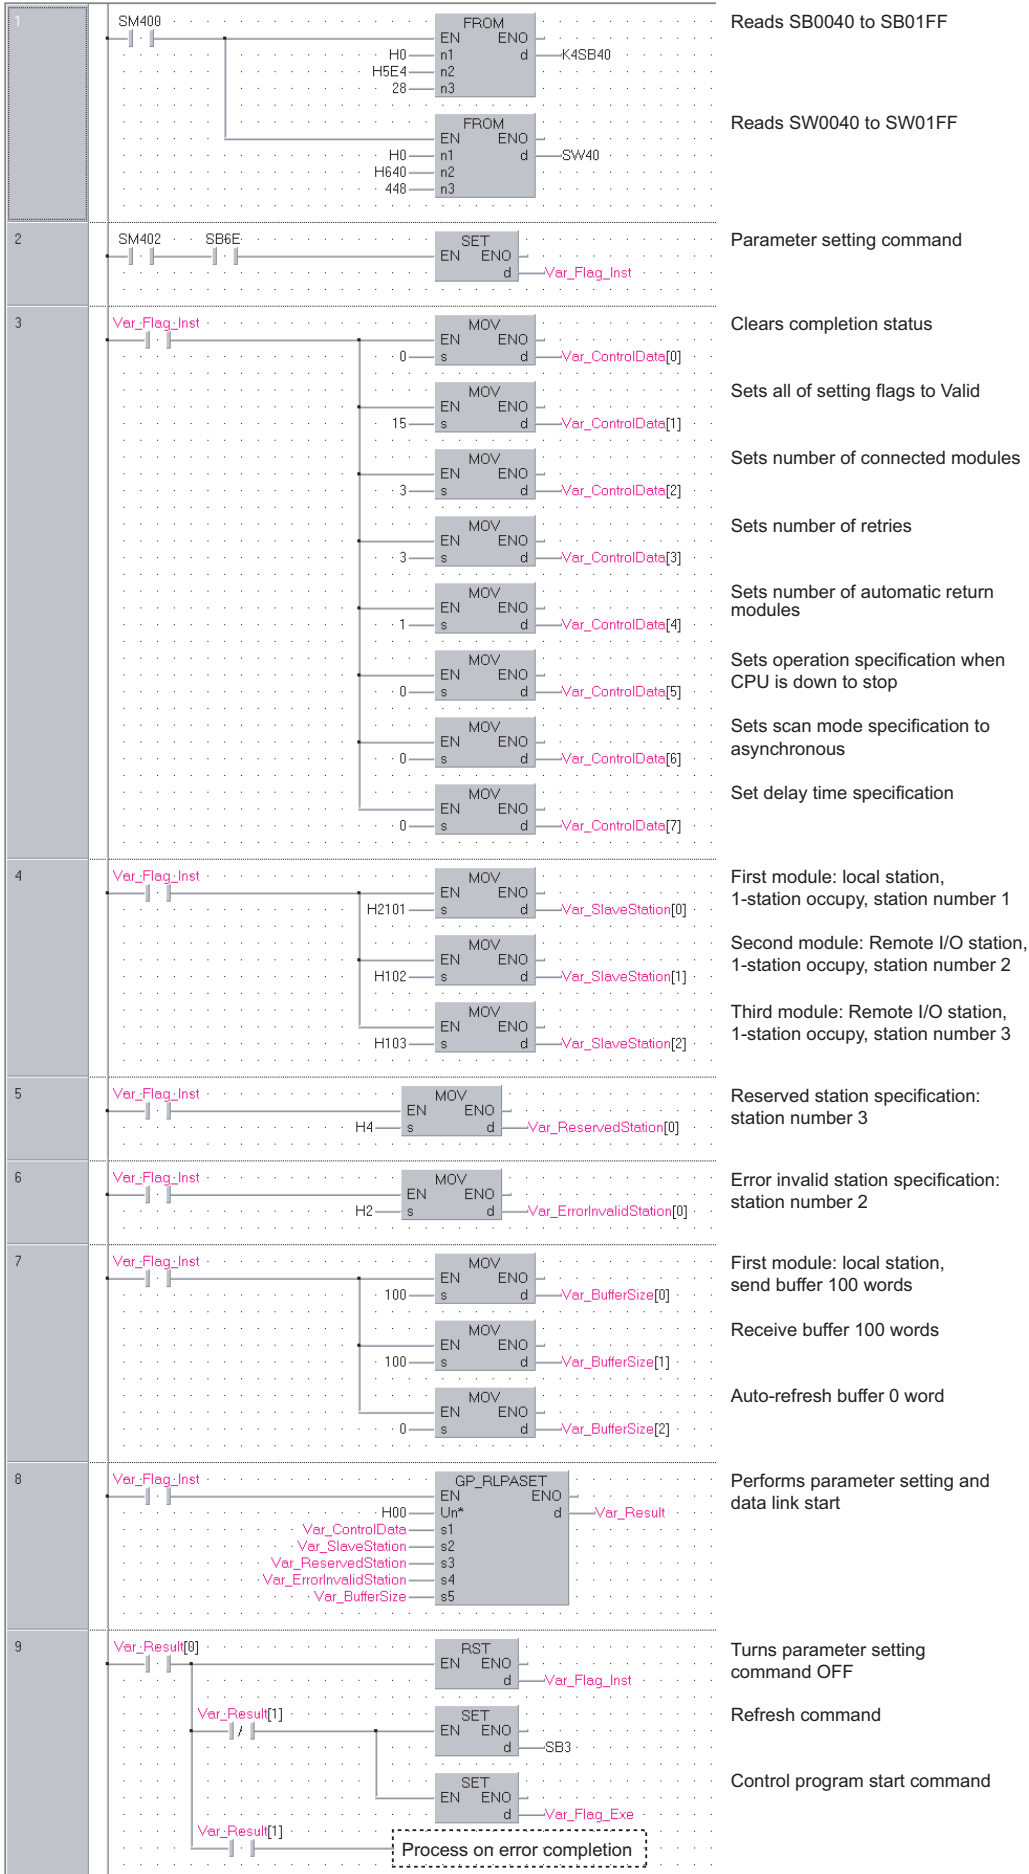 1
SM400
FROM
EN ENO
H0 n1 d K4SB40
H5E4 n2
28 n3
Reads SB0040 to SB01FF
FROM
EN ENO
H0 n1 d SW40
H640 n2
448 n3
Reads SW0040 to SW01FF
2
SM402 SB6E
SET
EN ENO
d Var_Flag_Inst
Parameter setting command
3
Var_Flag_Inst
MOV
EN ENO
0 s d Var_ControlData[0]
Clears completion status
MOV
EN ENO
15 s d Var_ControlData[1]
Sets all of setting flags to Valid
MOV
EN ENO
3 s d Var_ControlData[2]
Sets number of connected modules
MOV
EN ENO
3 s d Var_ControlData[3]
Sets number of retries
MOV
EN ENO
1 s d Var_ControlData[4]
Sets number of automatic return
modules
MOV
EN ENO
0 s d Var_ControlData[5]
Sets operation specification when
CPU is down to stop
MOV
EN ENO
0 s d Var_ControlData[6]
Sets scan mode specification to
asynchronous
MOV
EN ENO
0 s d Var_ControlData[7]
Set delay time specification
4
Var_Flag_Inst
MOV
EN ENO
H2101 s d Var_SlaveStation[0]
First module: local station,
1-station occupy, station number 1
MOV
EN ENO
H102 s d Var_SlaveStation[1]
Second module: Remote I/O station,
1-station occupy, station number 2
MOV
EN ENO
H103 s d Var_SlaveStation[2]
Third module: Remote I/O station,
1-station occupy, station number 3
5
Var_Flag_Inst
MOV
EN ENO
H4 s d Var_ReservedStation[0]
Reserved station specification:
station number 3
6
Var_Flag_Inst
MOV
EN ENO
H2 s d Var_ErrorInvalidStation[0]
Error invalid station specification:
station number 2
7
Var_Flag_Inst
MOV
EN ENO
100 s d Var_BufferSize[0]
First module: local station,
send buffer 100 words
MOV
EN ENO
100 s d Var_BufferSize[1]
Receive buffer 100 words
MOV
EN ENO
0 s d Var_BufferSize[2]
Auto-refresh buffer 0 word
8
Var_Flag_Inst
GP_RLPASET
EN ENO
H00 Un* d Var_Result
Var_ControlData s1
Var_SlaveStation s2
Var_ReservedStation s3
Var_ErrorInvalidStation s4
Var_BufferSize s5
Performs parameter setting and
data link start
9
Var_Result[0]
RST
EN ENO
d Var_Flag_Inst
Turns parameter setting
command OFF
Var_Result[1]
SET
EN ENO
d SB3
Refresh command
SET
EN ENO
d Var_Flag_Exe
Control program start command
Var_Result[1]
Process on error completion